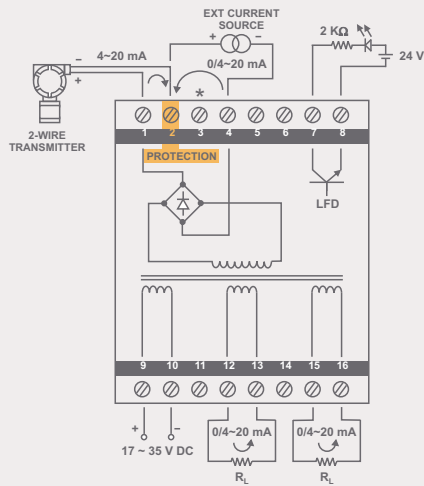 EXT CURRENT
SOURCE
+ −
0/4~20 mA
4~20 mA
−
+
2-WIRE
TRANSMITTER
*
2 KΩ
24 V
1 2 3 4 5 6 7 8
PROTECTION
LFD
9 10 11 12 13 14 15 16
+ −
17 ~ 35 V DC
0/4~20 mA
RL
0/4~20 mA
RL